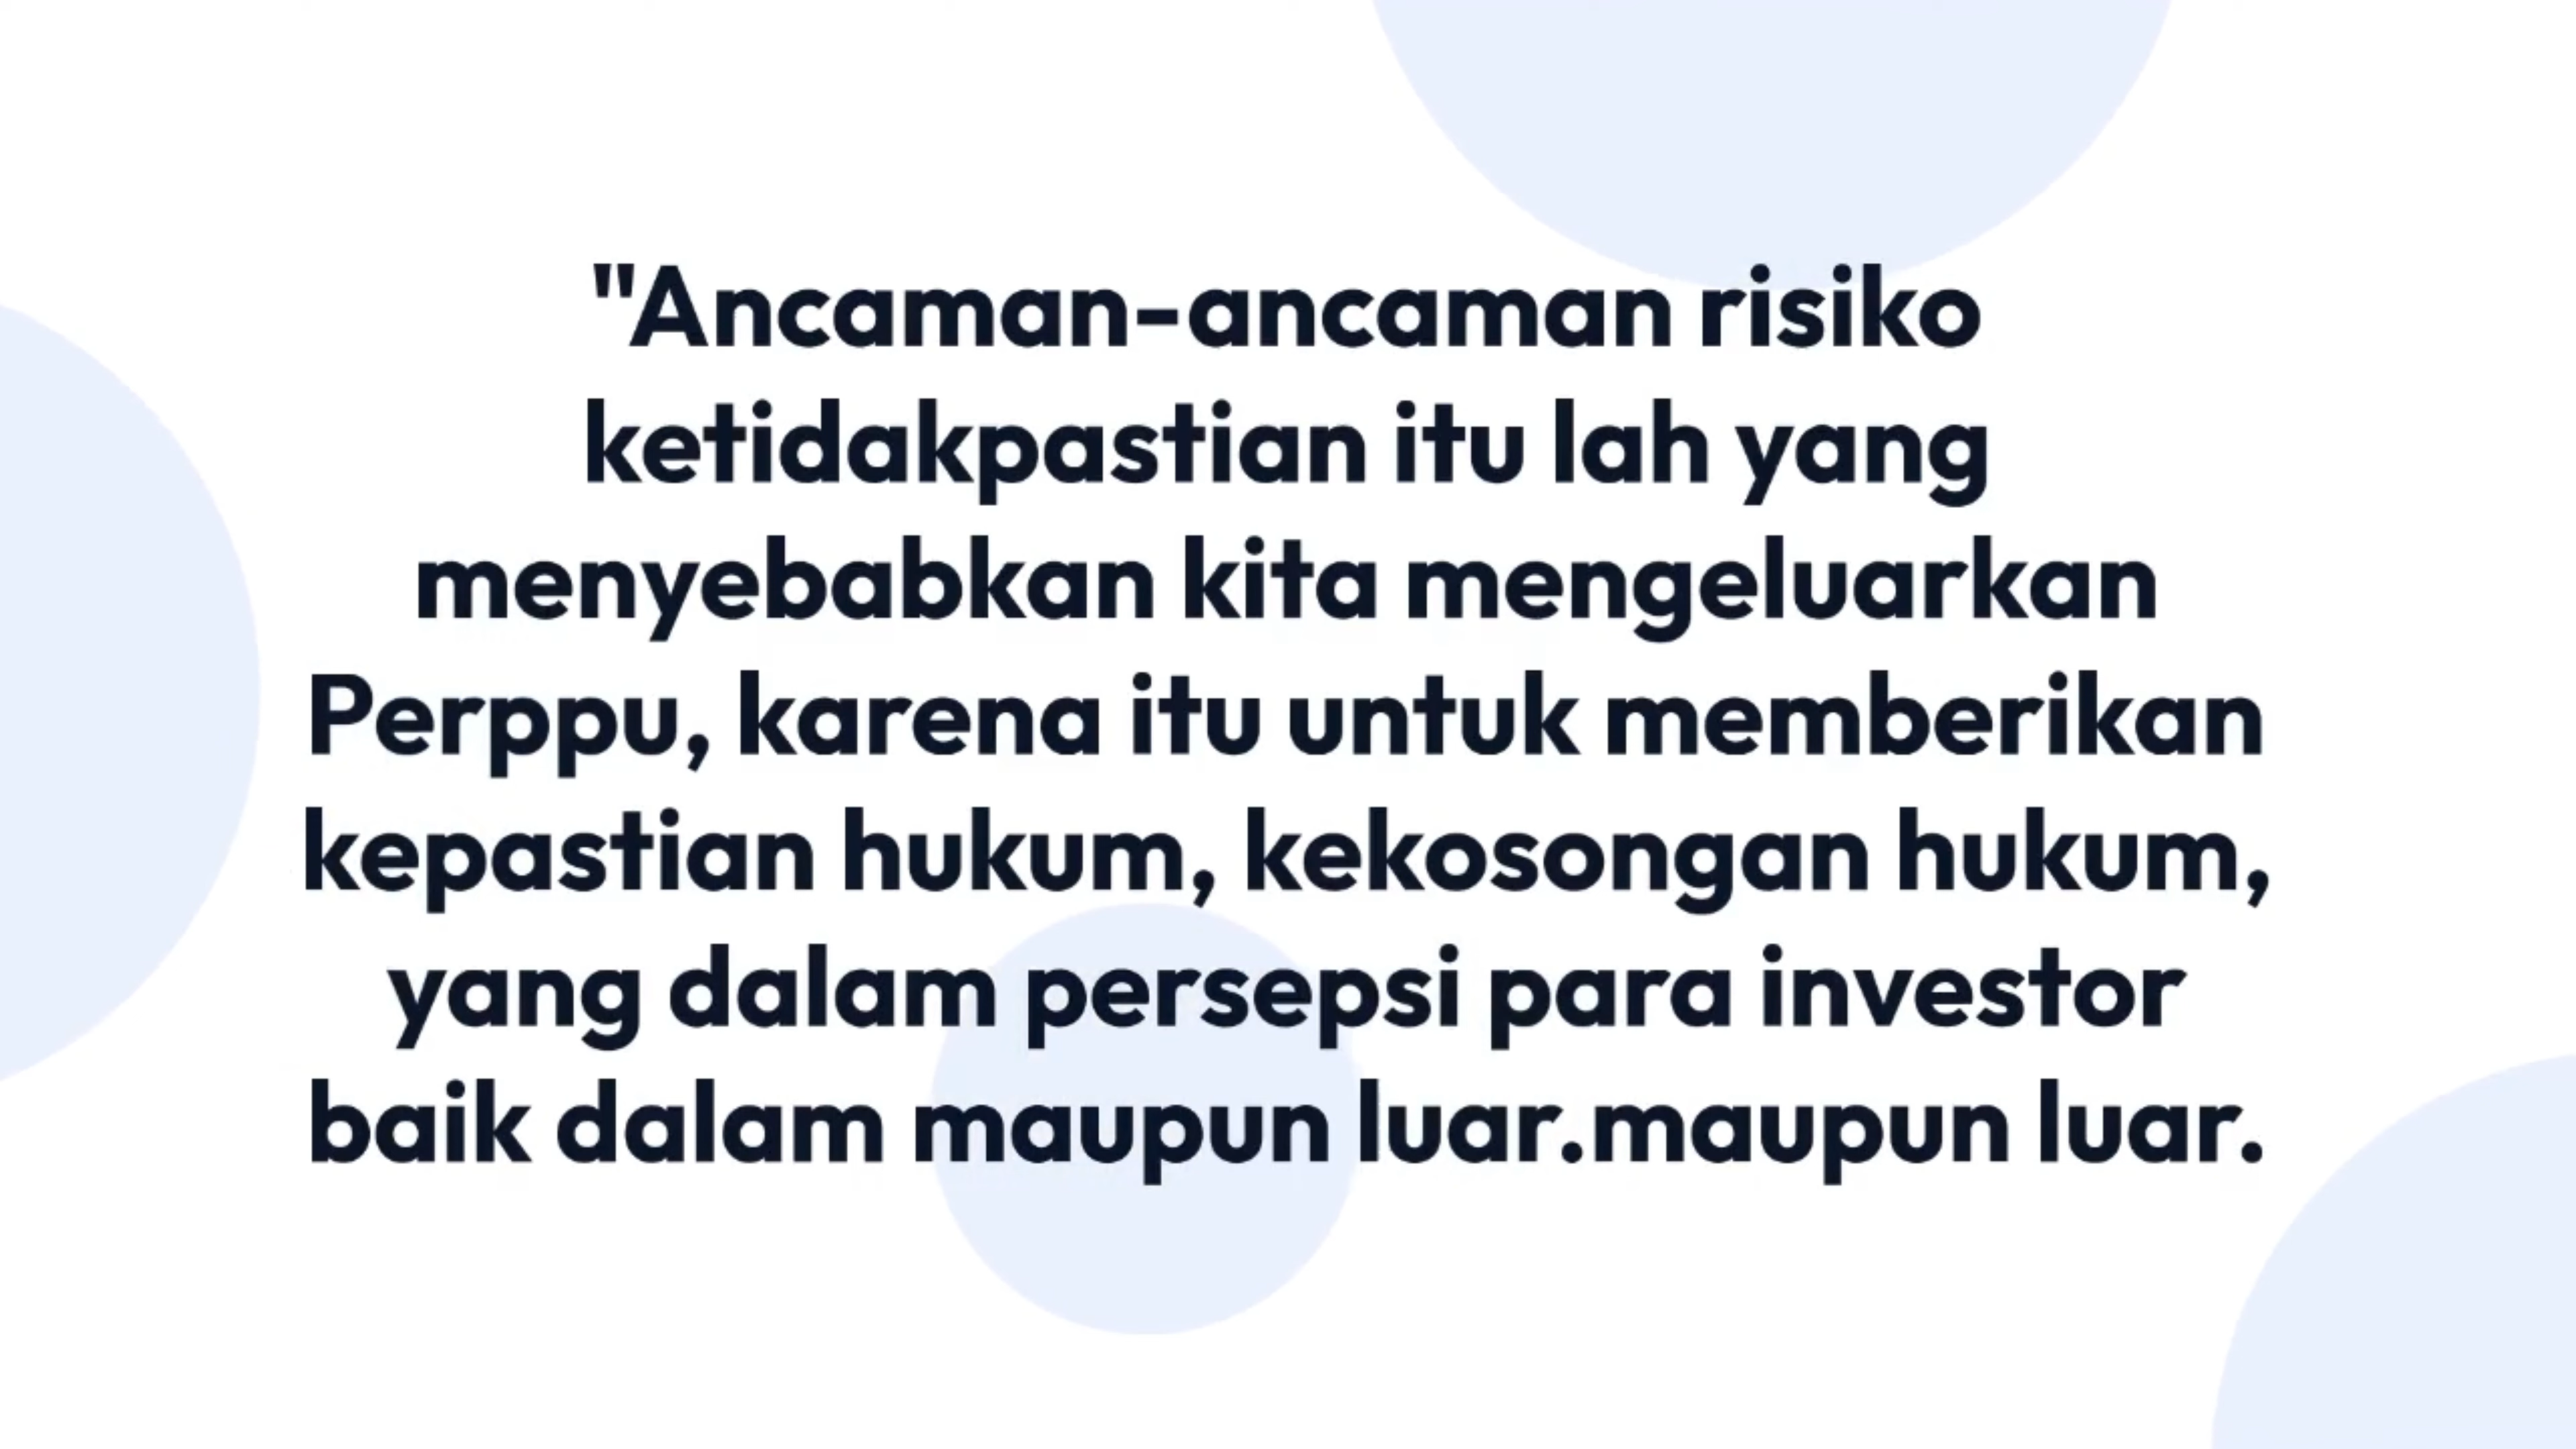 "Ancaman-ancaman risiko
ketidakpastian itu lah yang
menyebabkan kita mengeluarkan
Perppu, karena itu untuk memberikan
kepastian hukum, kekosongan hukum,
yang dalam persepsi para investor
baik dalam maupun luar.maupun luar.